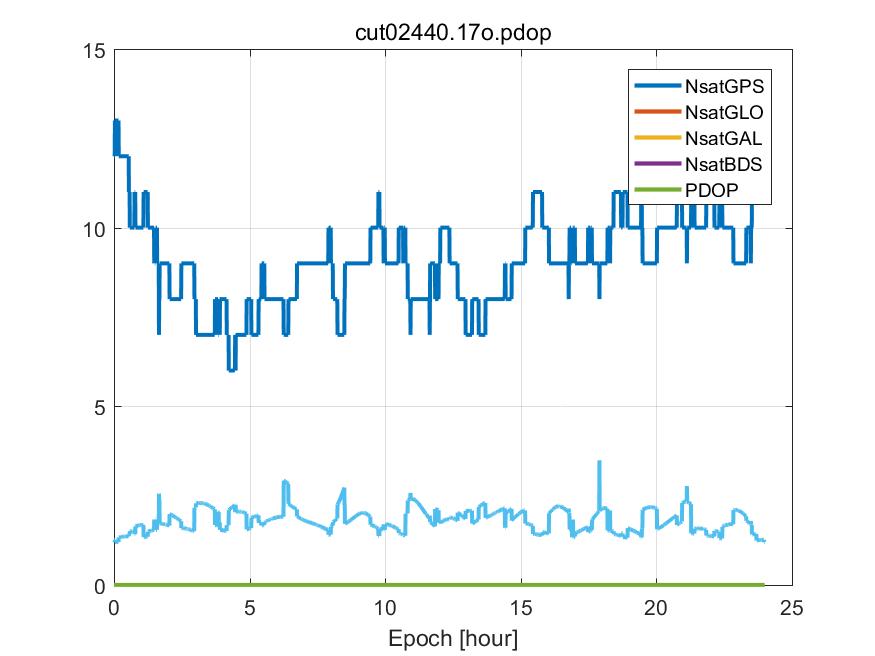 cut02440.17o.pdop
15
10
5
0
NsatGPS
NsatGLO
NsatGAL
NsatBDS
PDOP
0 5 10 15 20 25
Epoch [hour]